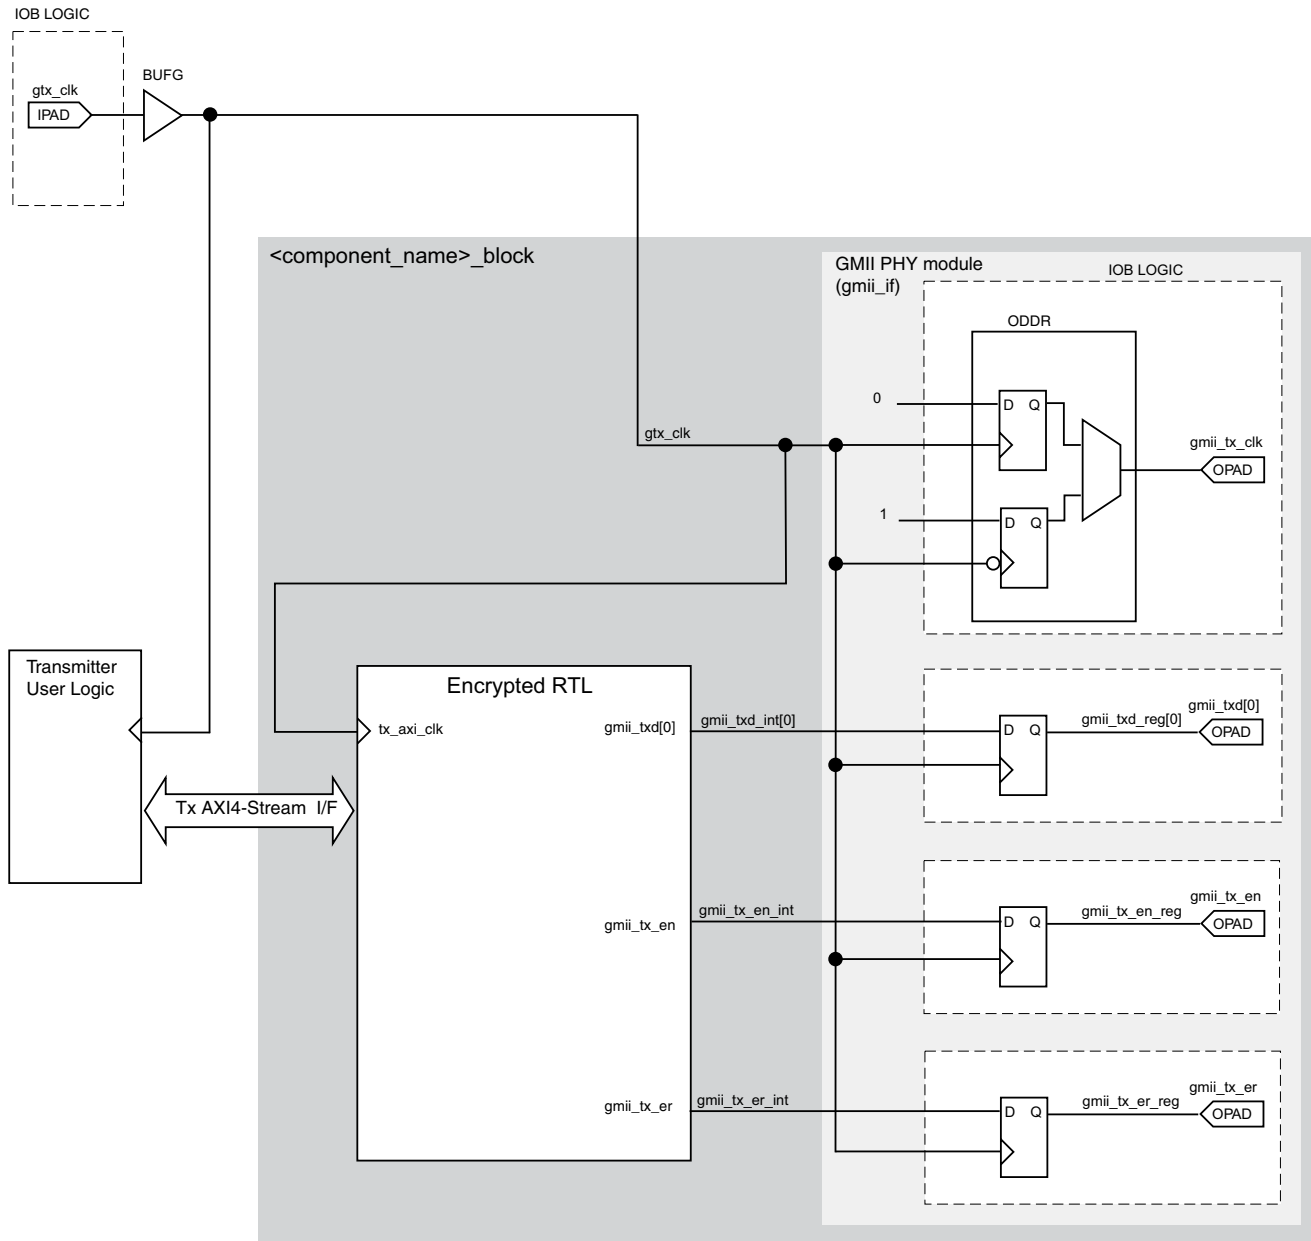 IOB LOGIC
gtx_clk
IPAD
BUFG
<component_name>_block
GMII PHY module
(gmii_if)
IOB LOGIC
ODDR
0
D Q
gtx_clk
gmii_tx_clk
OPAD
1
D Q
Transmitter
User Logic
Encrypted RTL
tx_axi_clk
gmii_txd[0]
gmii_txd_int[0]
D Q
gmii_txd_reg[0]
gmii_txd[0]
OPAD
Tx AXI4-Stream I/F
gmii_tx_en
gmii_tx_en_int
D Q
gmii_tx_en_reg
gmii_tx_en
OPAD
gmii_tx_er
gmii_tx_er_int
D Q
gmii_tx_er_reg
gmii_tx_er
OPAD